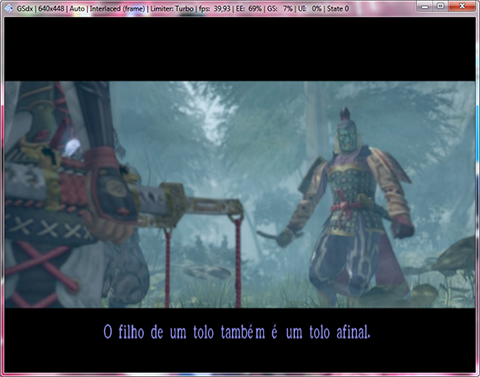 GSdx | 640x448 | Auto | Interlaced (frame) | Limiter: Turbo | fps: 39,93 | EE: 69% | GS: 7% | UI: 0% | State 0
O filho de um tolo também é um tolo afinal.